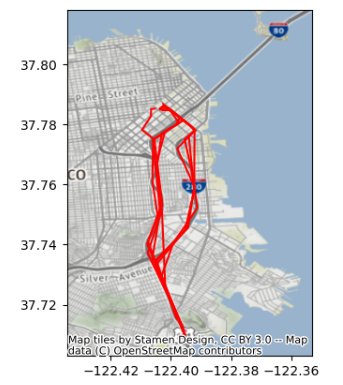 80
37.80
Pine Street
37.78
CO
37.76
280
37.74
Silver Avenue
37.72
Map tiles by Stamen Design, CC BY 3.0 -- Map
data (C) OpenStreetMap contributors
−122.42 −122.40 −122.38 −122.36